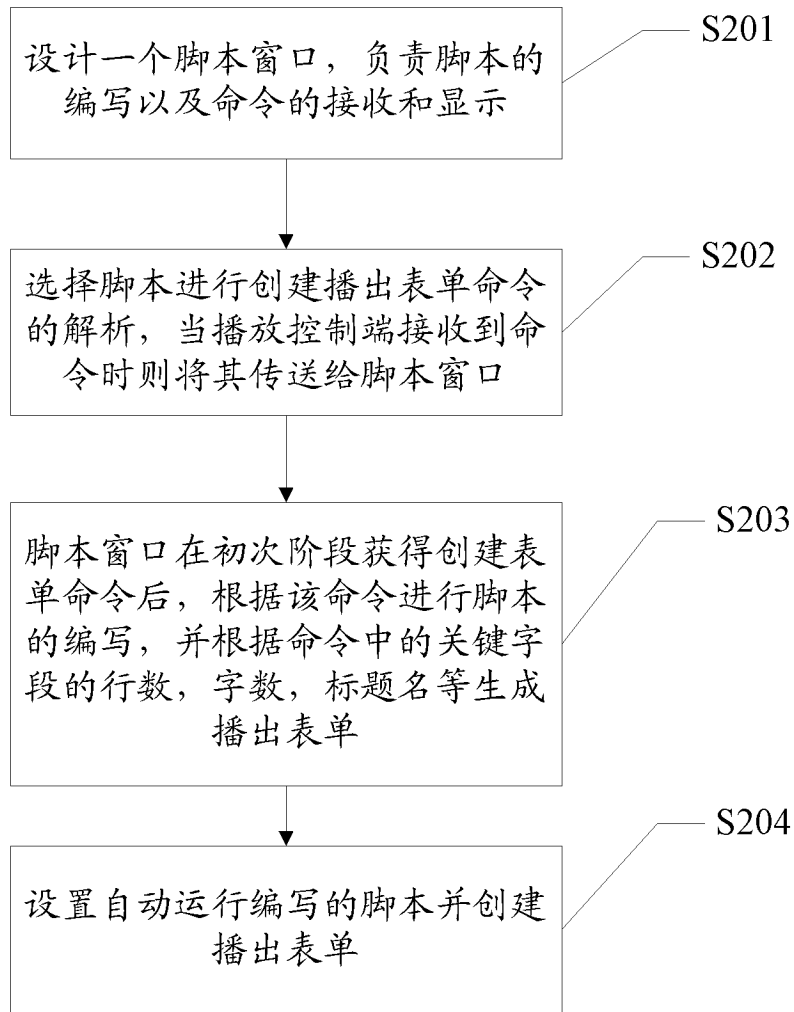 设计一个脚本窗口，负责脚本的
编写以及命令的接收和显示
S201
选择脚本进行创建播出表单命令
的解析，当播放控制端接收到命
令时则将其传送给脚本窗口
S202
脚本窗口在初次阶段获得创建表
单命令后，根据该命令进行脚本
的编写，并根据命令中的关键字
段的行数，字数，标题名等生成
播出表单
S203
设置自动运行编写的脚本并创建
播出表单
S204